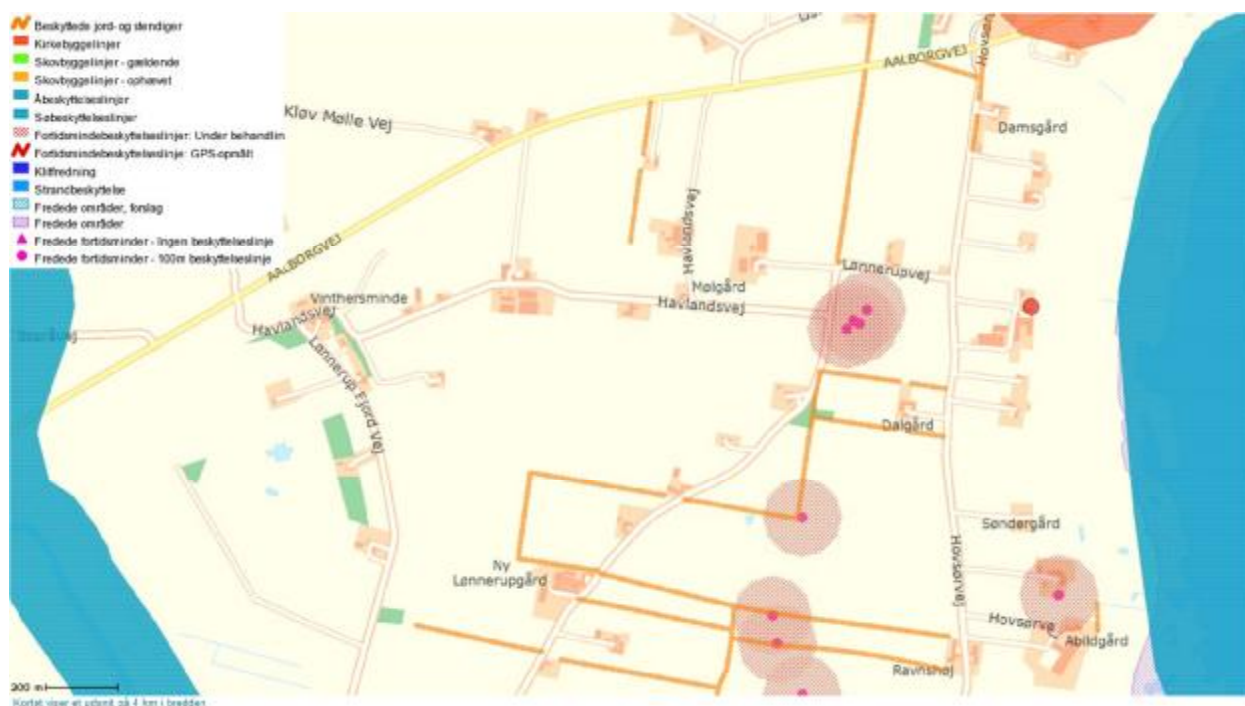 Beskyttede jord- og stendiger
Kirkebyggelinjer
Skovbyggelinjer - gældende
Skovbyggelinjer - ophævet
Åbeskyttelseslinjer
Søbeskyttelseslinjer
Fortidsmindebeskyttelseslinjer: Under behandlin
Fortidsmindebeskyttelseslinje: GPS-opmålt
Klitfredning
Strandbeskyttelse
Fredede områder, forslag
Fredede områder
Fredede fortidsminder - Ingen beskyttelseslinje
Fredede fortidsminder - 100m beskyttelseslinje
AALBORGVEJ
Hovsørvej
Kløv Mølle Vej
Damsgård
Havlandsvej
AALBORGVEJ
Lønnerupvej
Mølgård
Vinthersminde
Havlandsvej
Havlandsvej
Lønnerup Fjord Vej
Dalgård
Søndergård
Hovsørvej
Ny
Lønnerupgård
Hovsørvej
Abildgård
Ravnshøj
200 m
Kortet viser et udsnit på 4 km i bredden